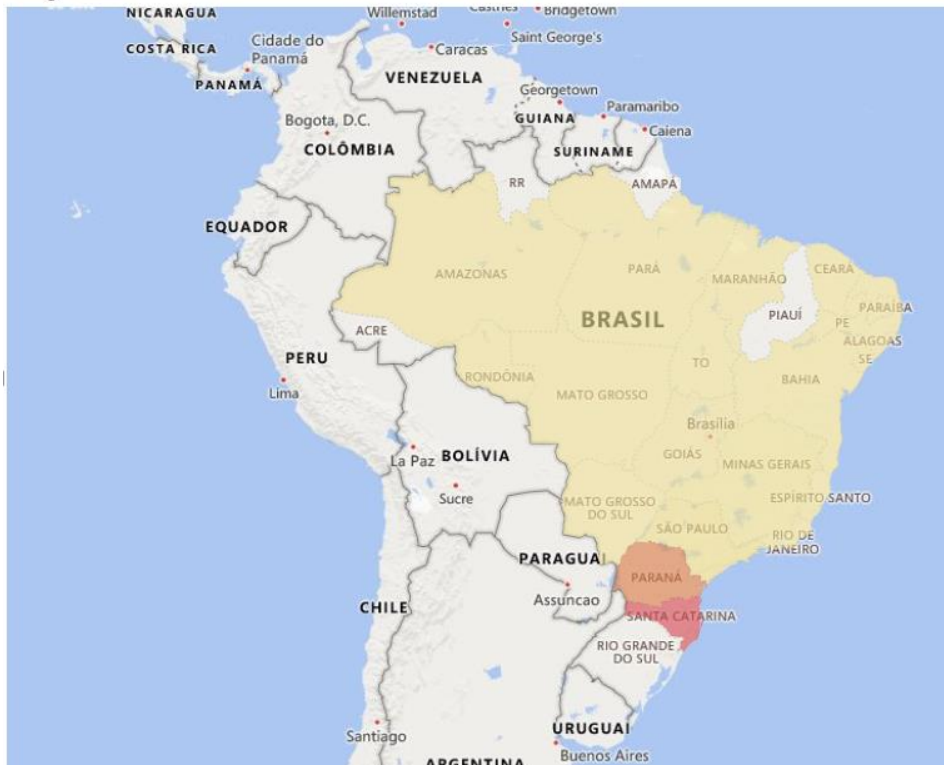 Willemstad
Castries
Bridgetown
NICARAGUA
Saint George's
COSTA RICA
Cidade do
Panamá
Caracas
PANAMÁ
VENEZUELA
Georgetown
Paramaribo
Bogota, D.C.
GUIANA
Caiena
COLÔMBIA
SURINAME
RR
AMAPÁ
EQUADOR
AMAZONAS
PARÁ
MARANHÃO
CEARA
PARAÍBA
BRASIL
PIAUÍ
PE
ACRE
ALAGOAS
SE
PERU
RONDÔNIA
TO
BAHIA
Lima
MATO GROSSO
Brasília
La Paz
BOLÍVIA
GOIÁS
MINAS GERAIS
Sucre
MATO GROSSO
DO SUL
ESPÍRITO SANTO
SÃO PAULO
RIO DE
JANEIRO
PARAGUAI
PARANÁ
Assuncao
CHILE
SANTA CATARINA
RIO GRANDE
DO SUL
URUGUAI
Santiago
Buenos Aires
ARGENTINA